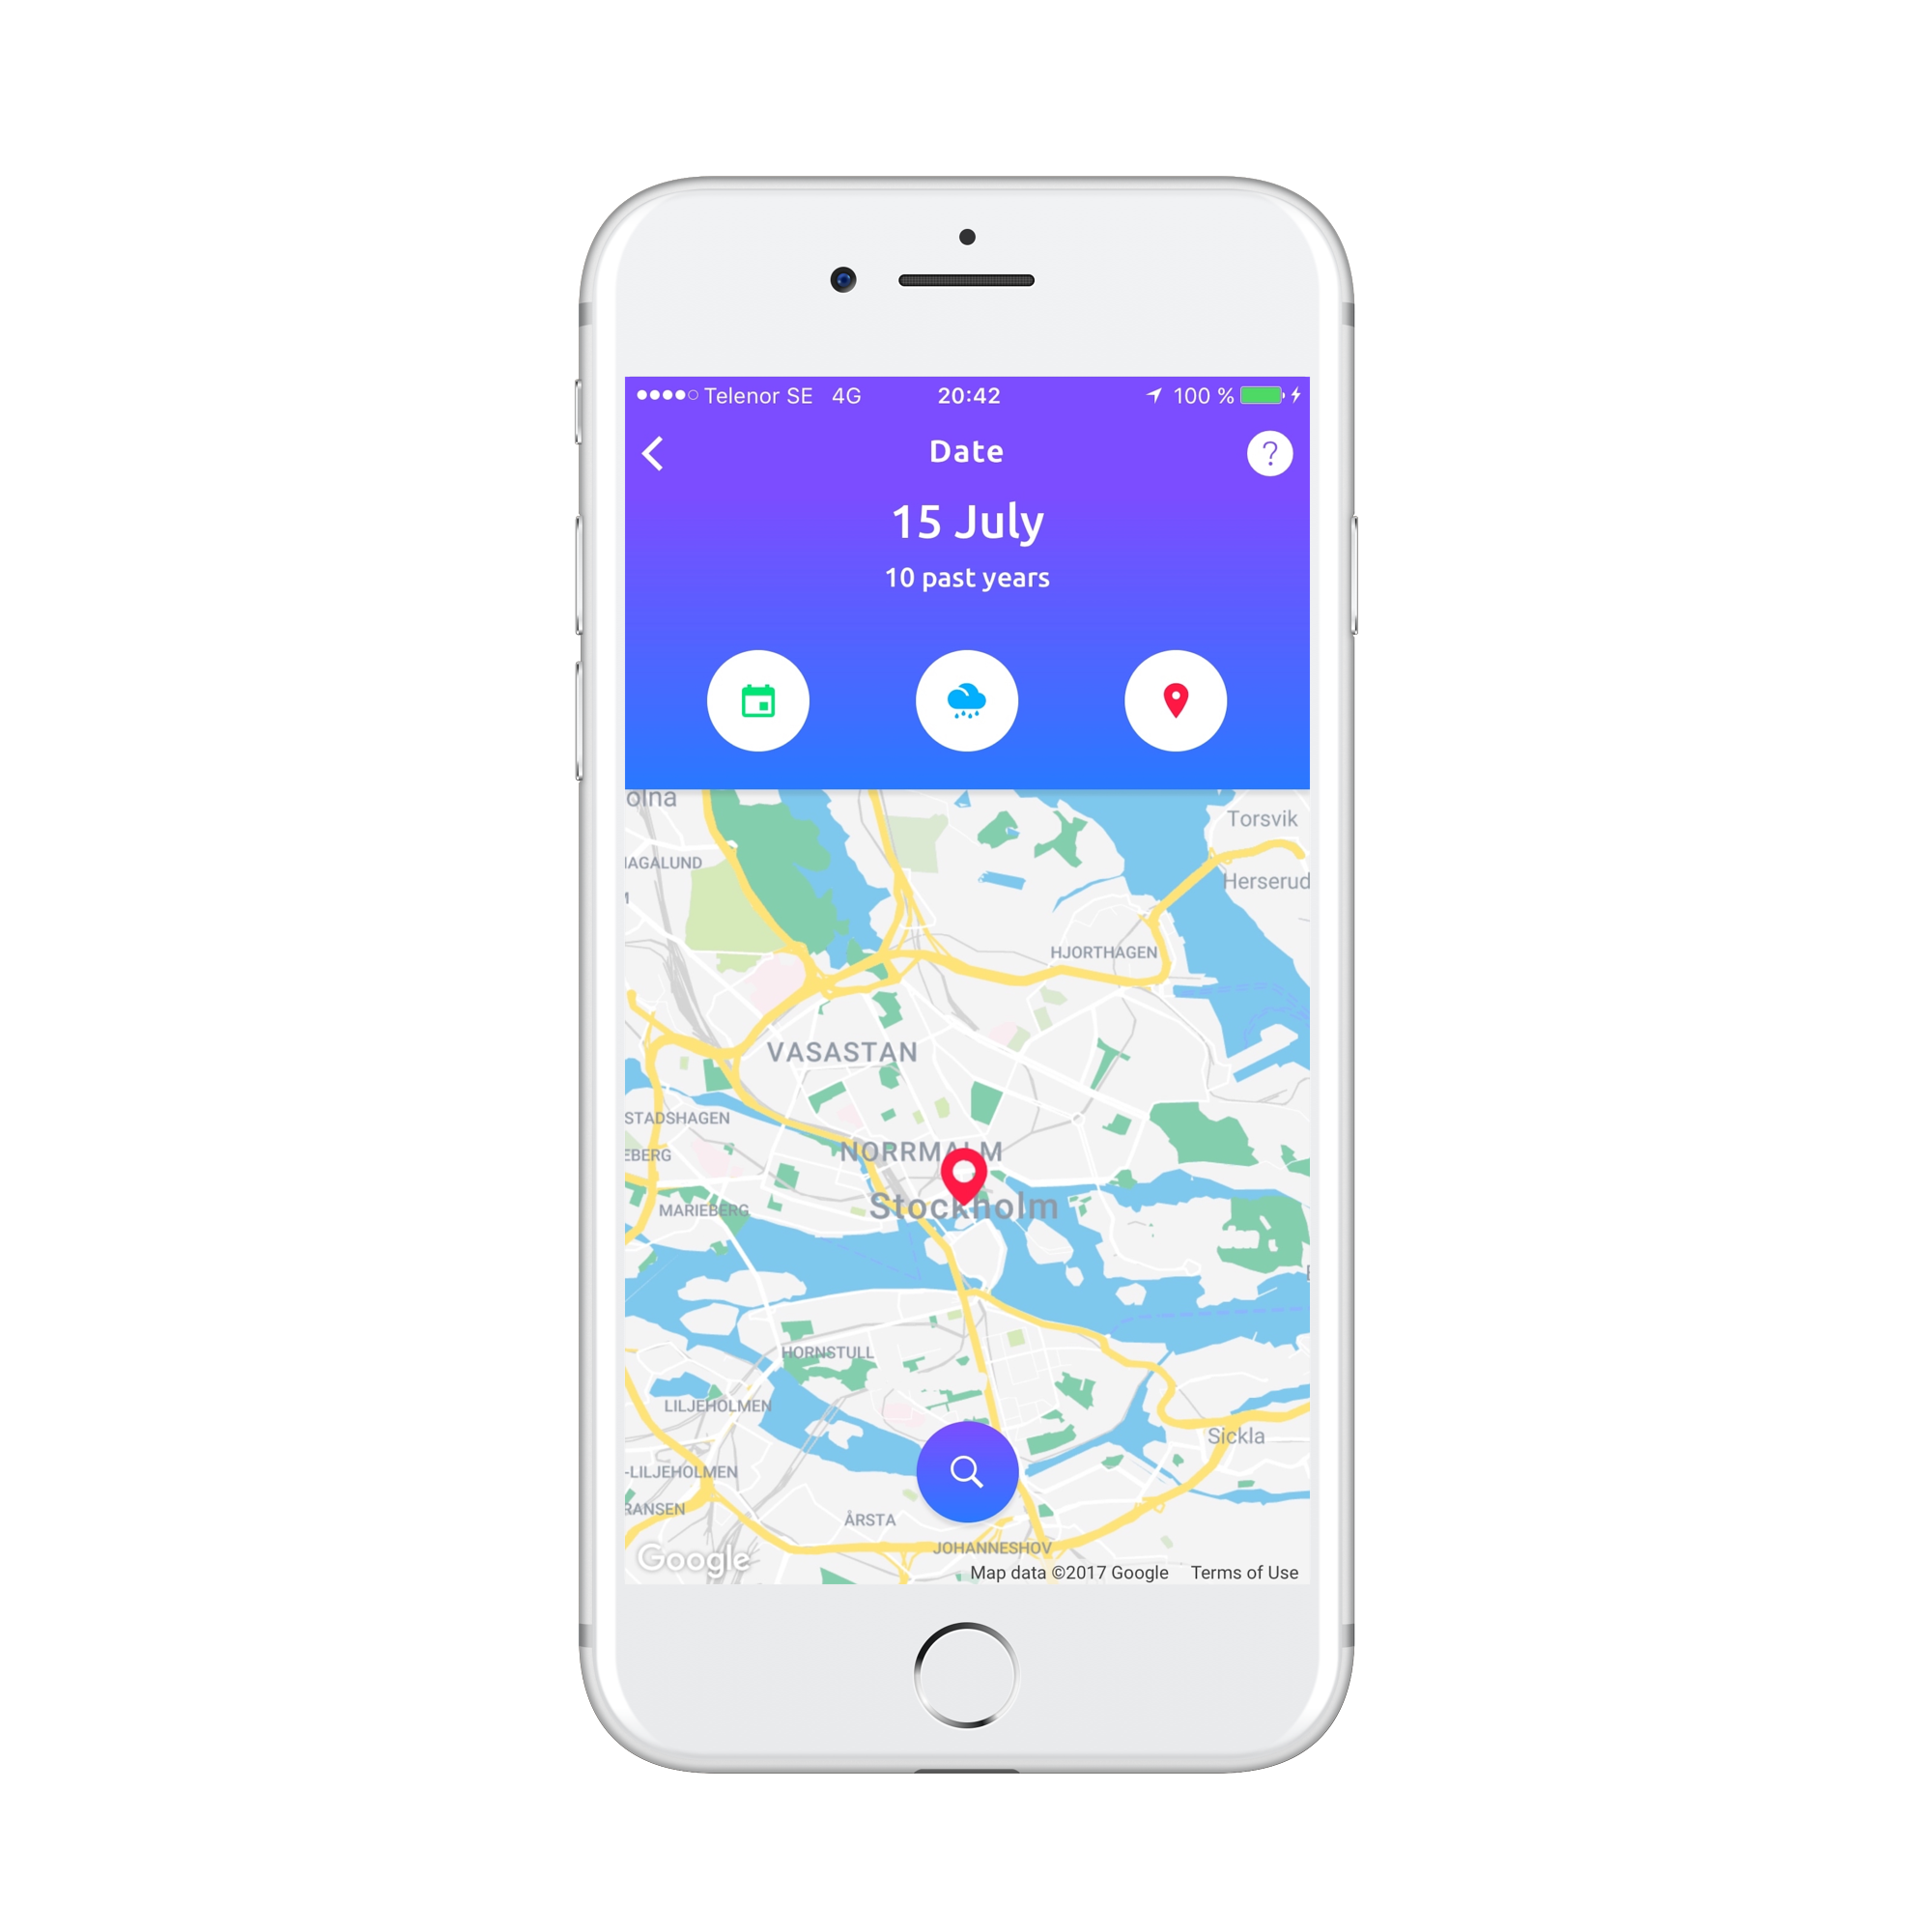 Telenor SE 4G 20:42 100 %
Date
?
15 July
10 past years
olna
Torsvik
HAGALUND
Herserud
HJORTHAGEN
VASASTAN
STADSHAGEN
NORRMALM
EBERG
Stockholm
MARIEBERG
HORNSTULL
LILJEHOLMEN
Sickla
-LILJEHOLMEN
RANSEN
ÅRSTA
JOHANNESHOV
Google
Map data ©2017 Google Terms of Use